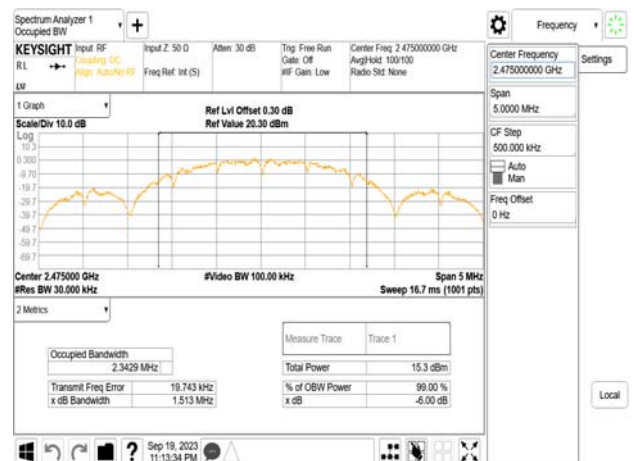 Spectrum Analyzer 1
Occupied BW
Frequency
KEYSIGHT
RL
Input: RF
Coupling: DC
Align: Auto/No RF
Input Z: 50 Ω
Freq Ref: Int (S)
Atten: 30 dB
Trig: Free Run
Gate: Off
#IF Gain: Low
Center Freq: 2.475000000 GHz
Avg|Hold: 100/100
Radio Std: None
Center Frequency
2.475000000 GHz
Settings
Span
5.0000 MHz
CF Step
500.000 kHz
Auto
Man
Freq Offset
0 Hz
1 Graph
Scale/Div 10.0 dB
Ref Lvl Offset 0.30 dB
Ref Value 20.30 dBm
Log
10.3
0.300
-9.70
-19.7
-29.7
-39.7
-49.7
-59.7
-69.7
Center 2.475000 GHz
#Res BW 30.000 kHz
#Video BW 100.00 kHz
Span 5 MHz
Sweep 16.7 ms (1001 pts)
2 Metrics
Measure Trace Trace 1
Occupied Bandwidth
2.3429 MHz
Total Power 15.3 dBm
Transmit Freq Error 19.743 kHz
% of OBW Power 99.00 %
x dB Bandwidth 1.513 MHz
x dB -6.00 dB
Local
Sep 19, 2023
11:13:34 PM